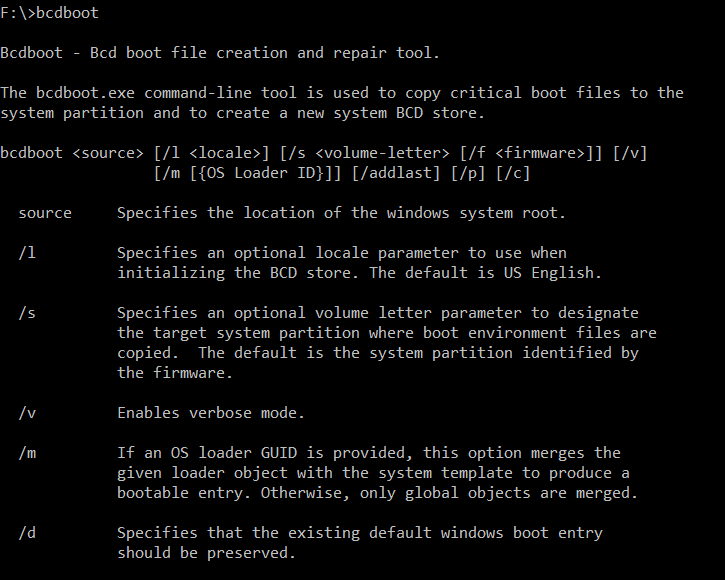 F:\>bcdboot
Bcdboot - Bcd boot file creation and repair tool.
The bcdboot.exe command-line tool is used to copy critical boot files to the
system partition and to create a new system BCD store.
bcdboot <source> [/l <locale>] [/s <volume-letter> [/f <firmware>]] [/v]
[/m [{OS Loader ID}]] [/addlast] [/p] [/c]
source Specifies the location of the windows system root.
/l Specifies an optional locale parameter to use when
initializing the BCD store. The default is US English.
/s Specifies an optional volume letter parameter to designate
the target system partition where boot environment files are
copied.  The default is the system partition identified by
the firmware.
/v Enables verbose mode.
/m If an OS loader GUID is provided, this option merges the
given loader object with the system template to produce a
bootable entry. Otherwise, only global objects are merged.
/d Specifies that the existing default windows boot entry
should be preserved.